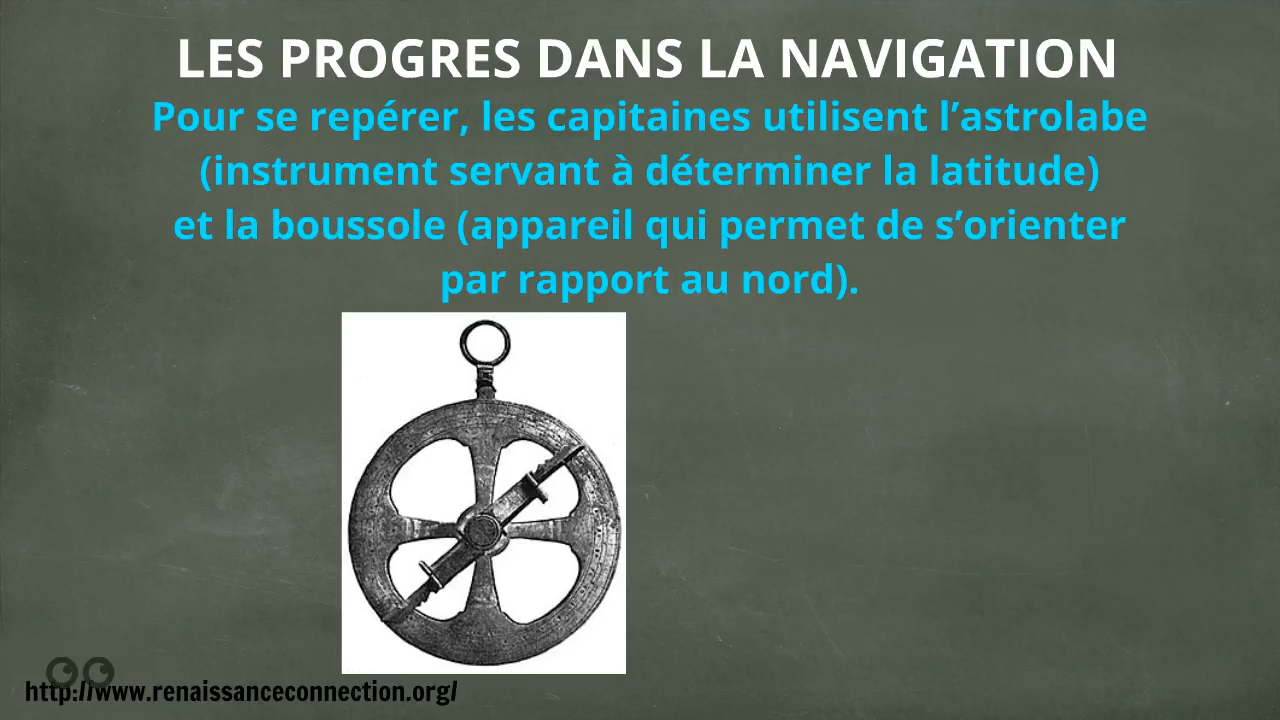 LES PROGRES DANS LA NAVIGATION
Pour se repérer, les capitaines utilisent l’astrolabe
(instrument servant à déterminer la latitude)
et la boussole (appareil qui permet de s’orienter
par rapport au nord).
http://www.renaissanceconnection.org/